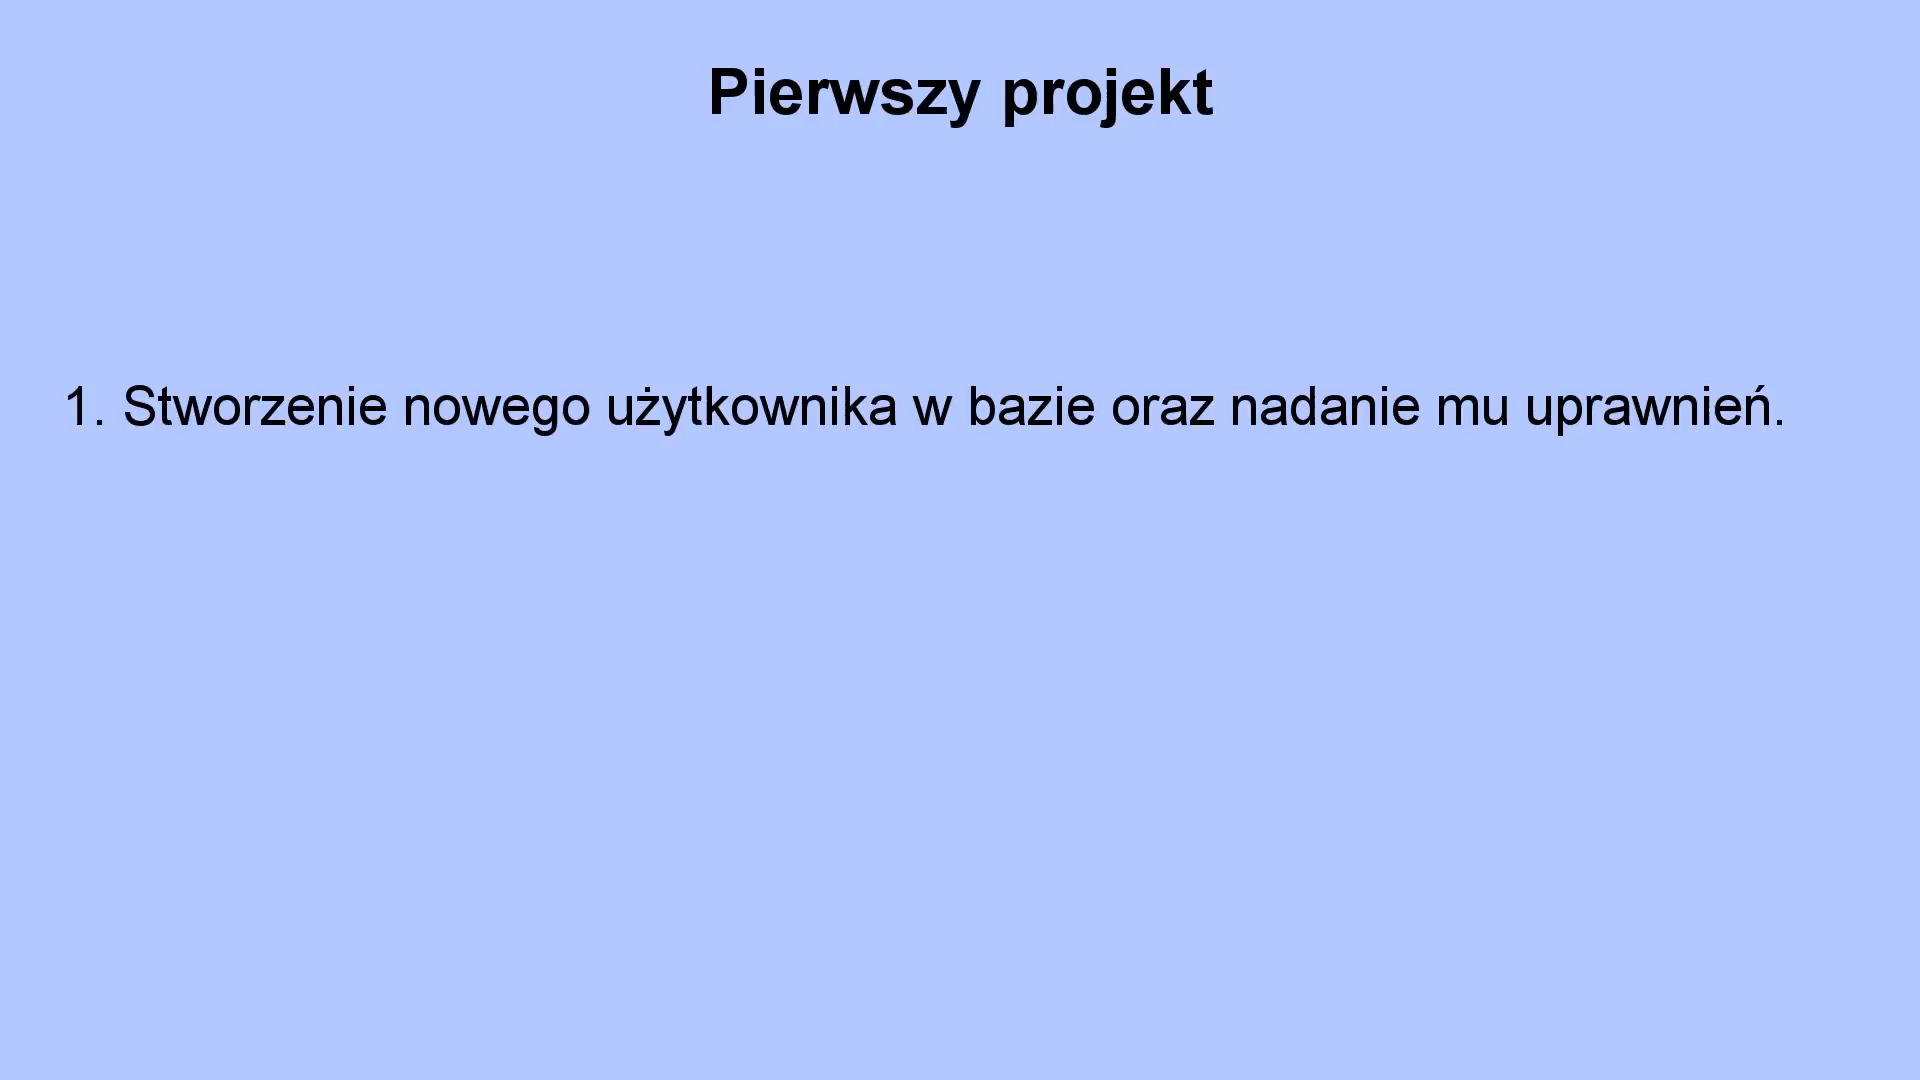 Pierwszy projekt
1. Stworzenie nowego użytkownika w bazie oraz nadanie mu uprawnień.